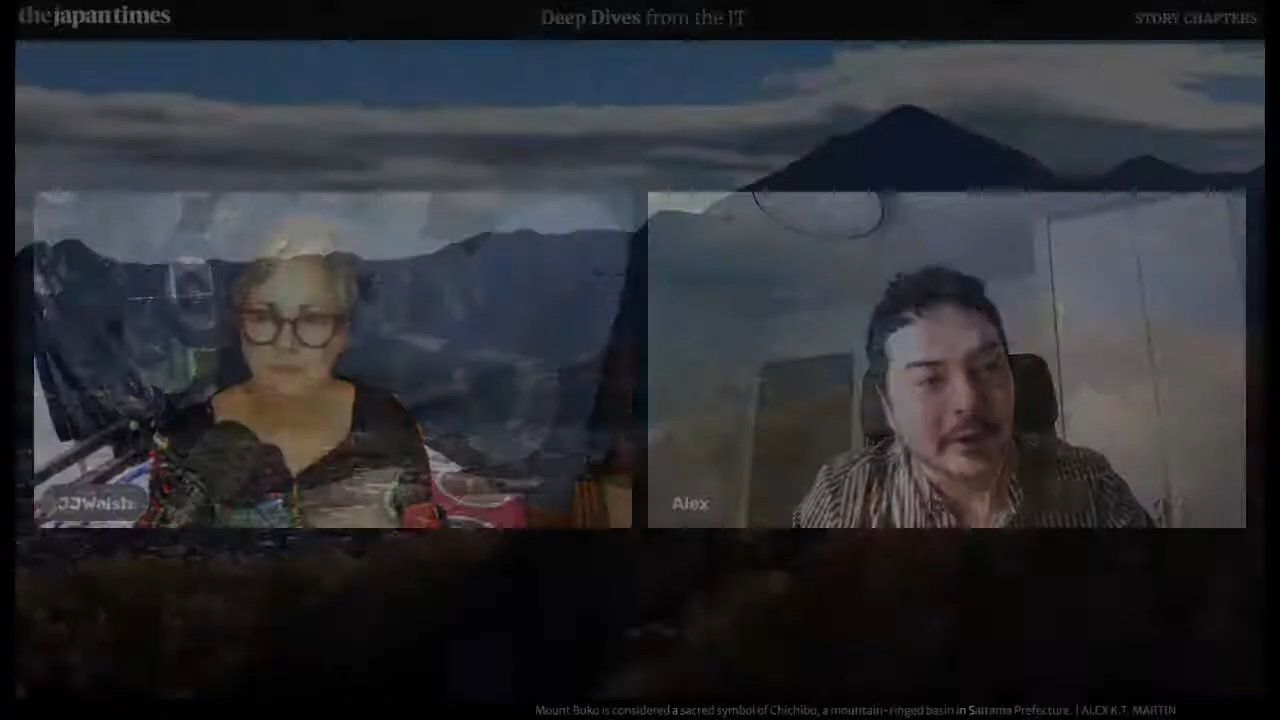 the japan times
Deep Dives from the JT
STORY CHAPTERS
JJWalsh
Alex
Mount Buko is considered a sacred symbol of Chichibu, a mountain-ringed basin in Saitama Prefecture. | ALEX K.T. MARTIN